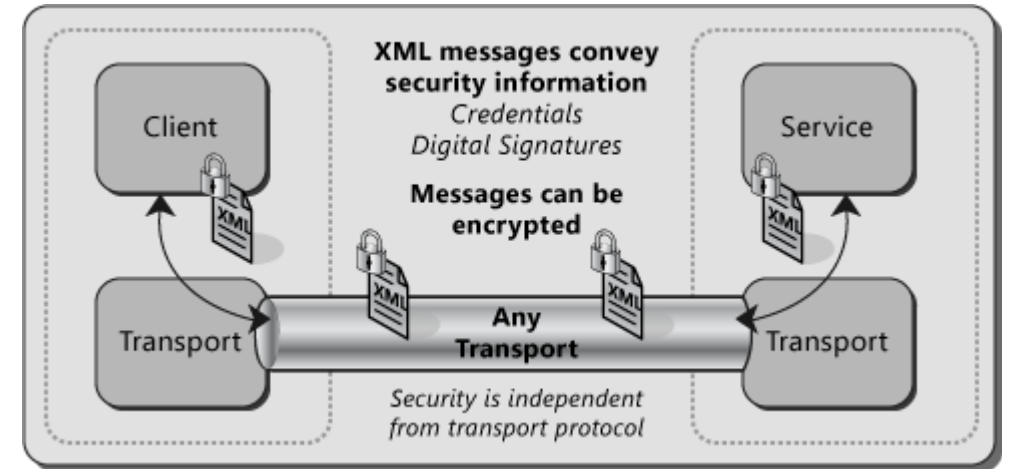 XML messages convey
security information
Credentials
Digital Signatures
Client
Service
Messages can be
encrypted
XML
XML
XML
XML
Any
Transport
Transport
Transport
Security is independent
from transport protocol